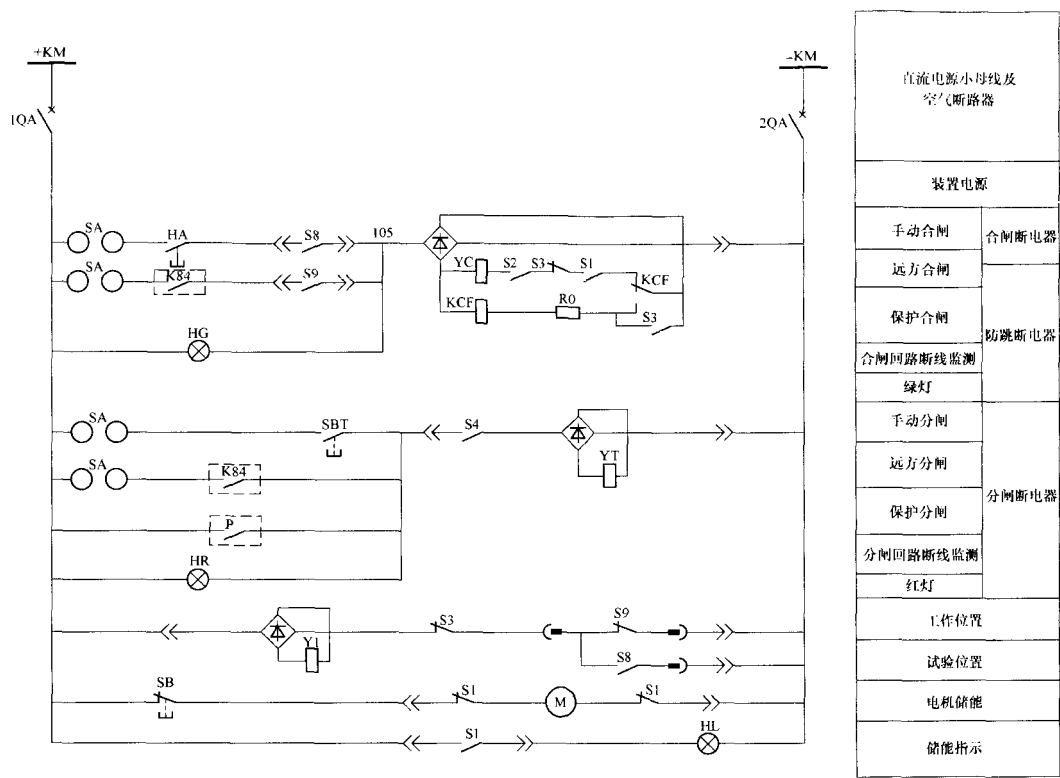 +KM
-KM
1QA
2QA
直流电源小母线及
空气断路器
装置电源
SA
HA
S8
105
手动合闸
合闸断电器
SA
K84
S9
YC
S2
S3
S1
KCF
远方合闸
KCF
R0
S3
保护合闸
防跳断电器
HG
合闸回路断线监测
绿灯
SA
SBT
S4
YT
手动分闸
SA
K84
远方分闸
分闸断电器
P
保护分闸
HR
分闸回路断线监测
红灯
Y1
S3
S9
工作位置
S8
试验位置
SB
S1
M
S1
电机储能
S1
HL
储能指示